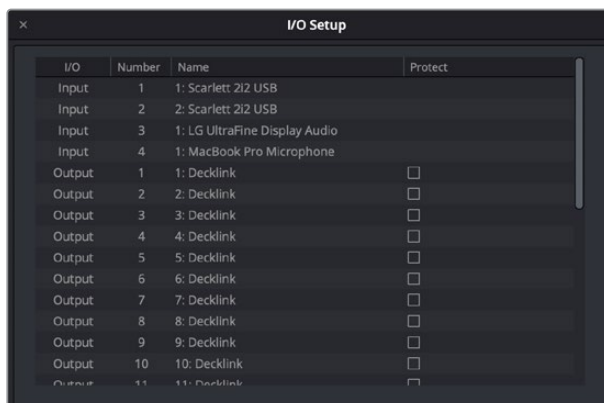 × I/O Setup
I/O Number Name Protect
Input 1 1: Scarlett 2i2 USB
Input 2 2: Scarlett 2i2 USB
Input 3 1: LG UltraFine Display Audio
Input 4 1: MacBook Pro Microphone
Output 1 1: Decklink
Output 2 2: Decklink
Output 3 3: Decklink
Output 4 4: Decklink
Output 5 5: Decklink
Output 6 6: Decklink
Output 7 7: Decklink
Output 8 8: Decklink
Output 9 9: Decklink
Output 10 10: Decklink
Output 11 11: Decklink